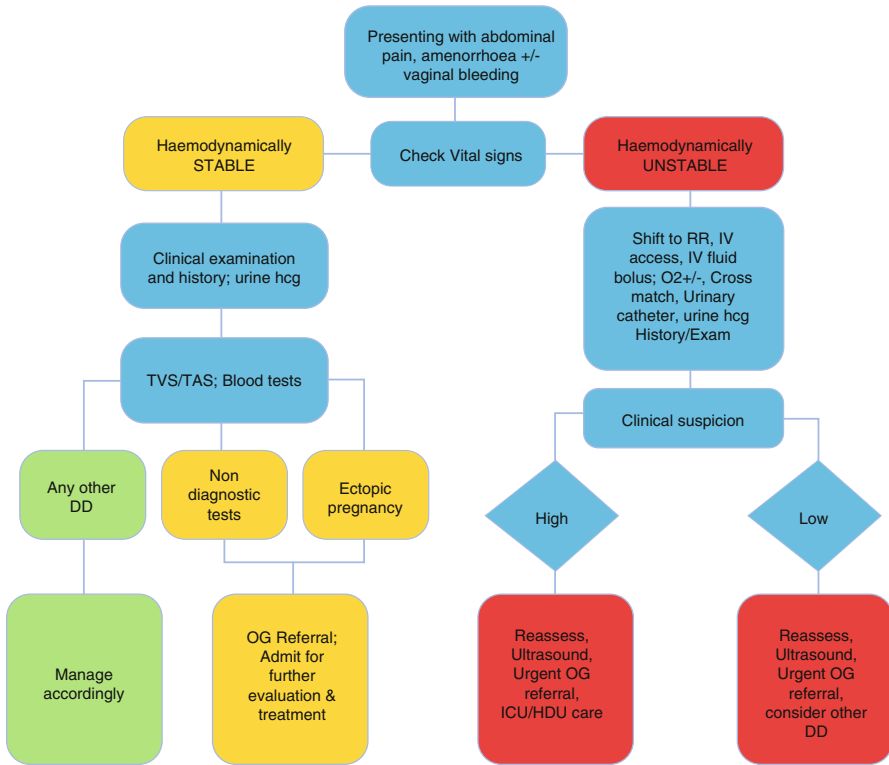 Presenting with abdominal
pain, amenorrhoea +/-
vaginal bleeding
Haemodynamically
STABLE
Check Vital signs
Haemodynamically
UNSTABLE
Clinical examination
and history; urine hcg
Shift to RR, IV
access, IV fluid
bolus; O2+/-, Cross
match, Urinary
catheter, urine hcg
History/Exam
TVS/TAS; Blood tests
Clinical suspicion
Any other
DD
Non
diagnostic
tests
Ectopic
pregnancy
High
Low
Manage
accordingly
OG Referral;
Admit for
further
evaluation &
treatment
Reassess,
Ultrasound,
Urgent OG
referral,
ICU/HDU care
Reassess,
Ultrasound,
Urgent OG
referral,
consider other
DD